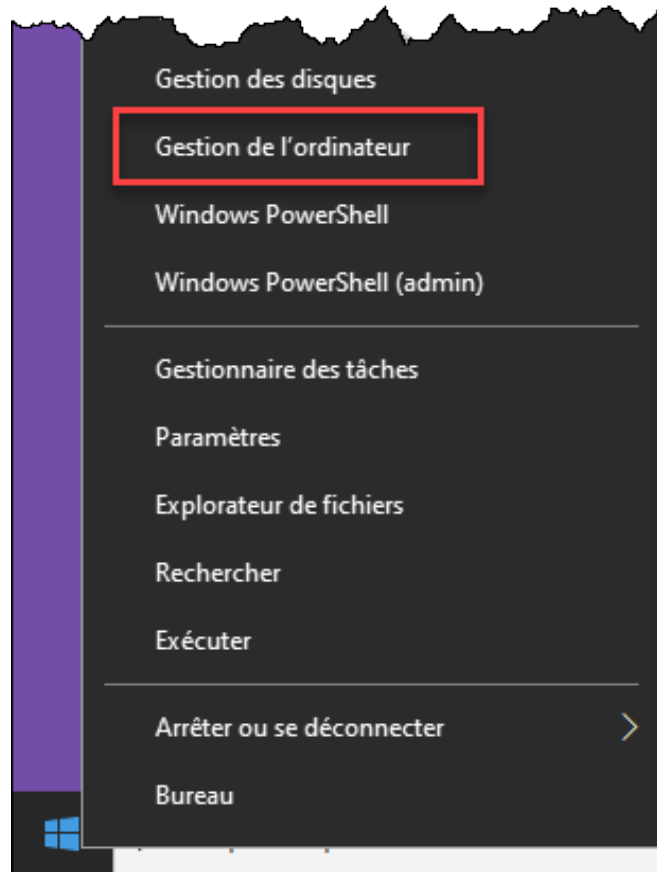 Gestion des disques
Gestion de l'ordinateur
Windows PowerShell
Windows PowerShell (admin)
Gestionnaire des tâches
Paramètres
Explorateur de fichiers
Rechercher
Exécuter
Arrêter ou se déconnecter
Bureau